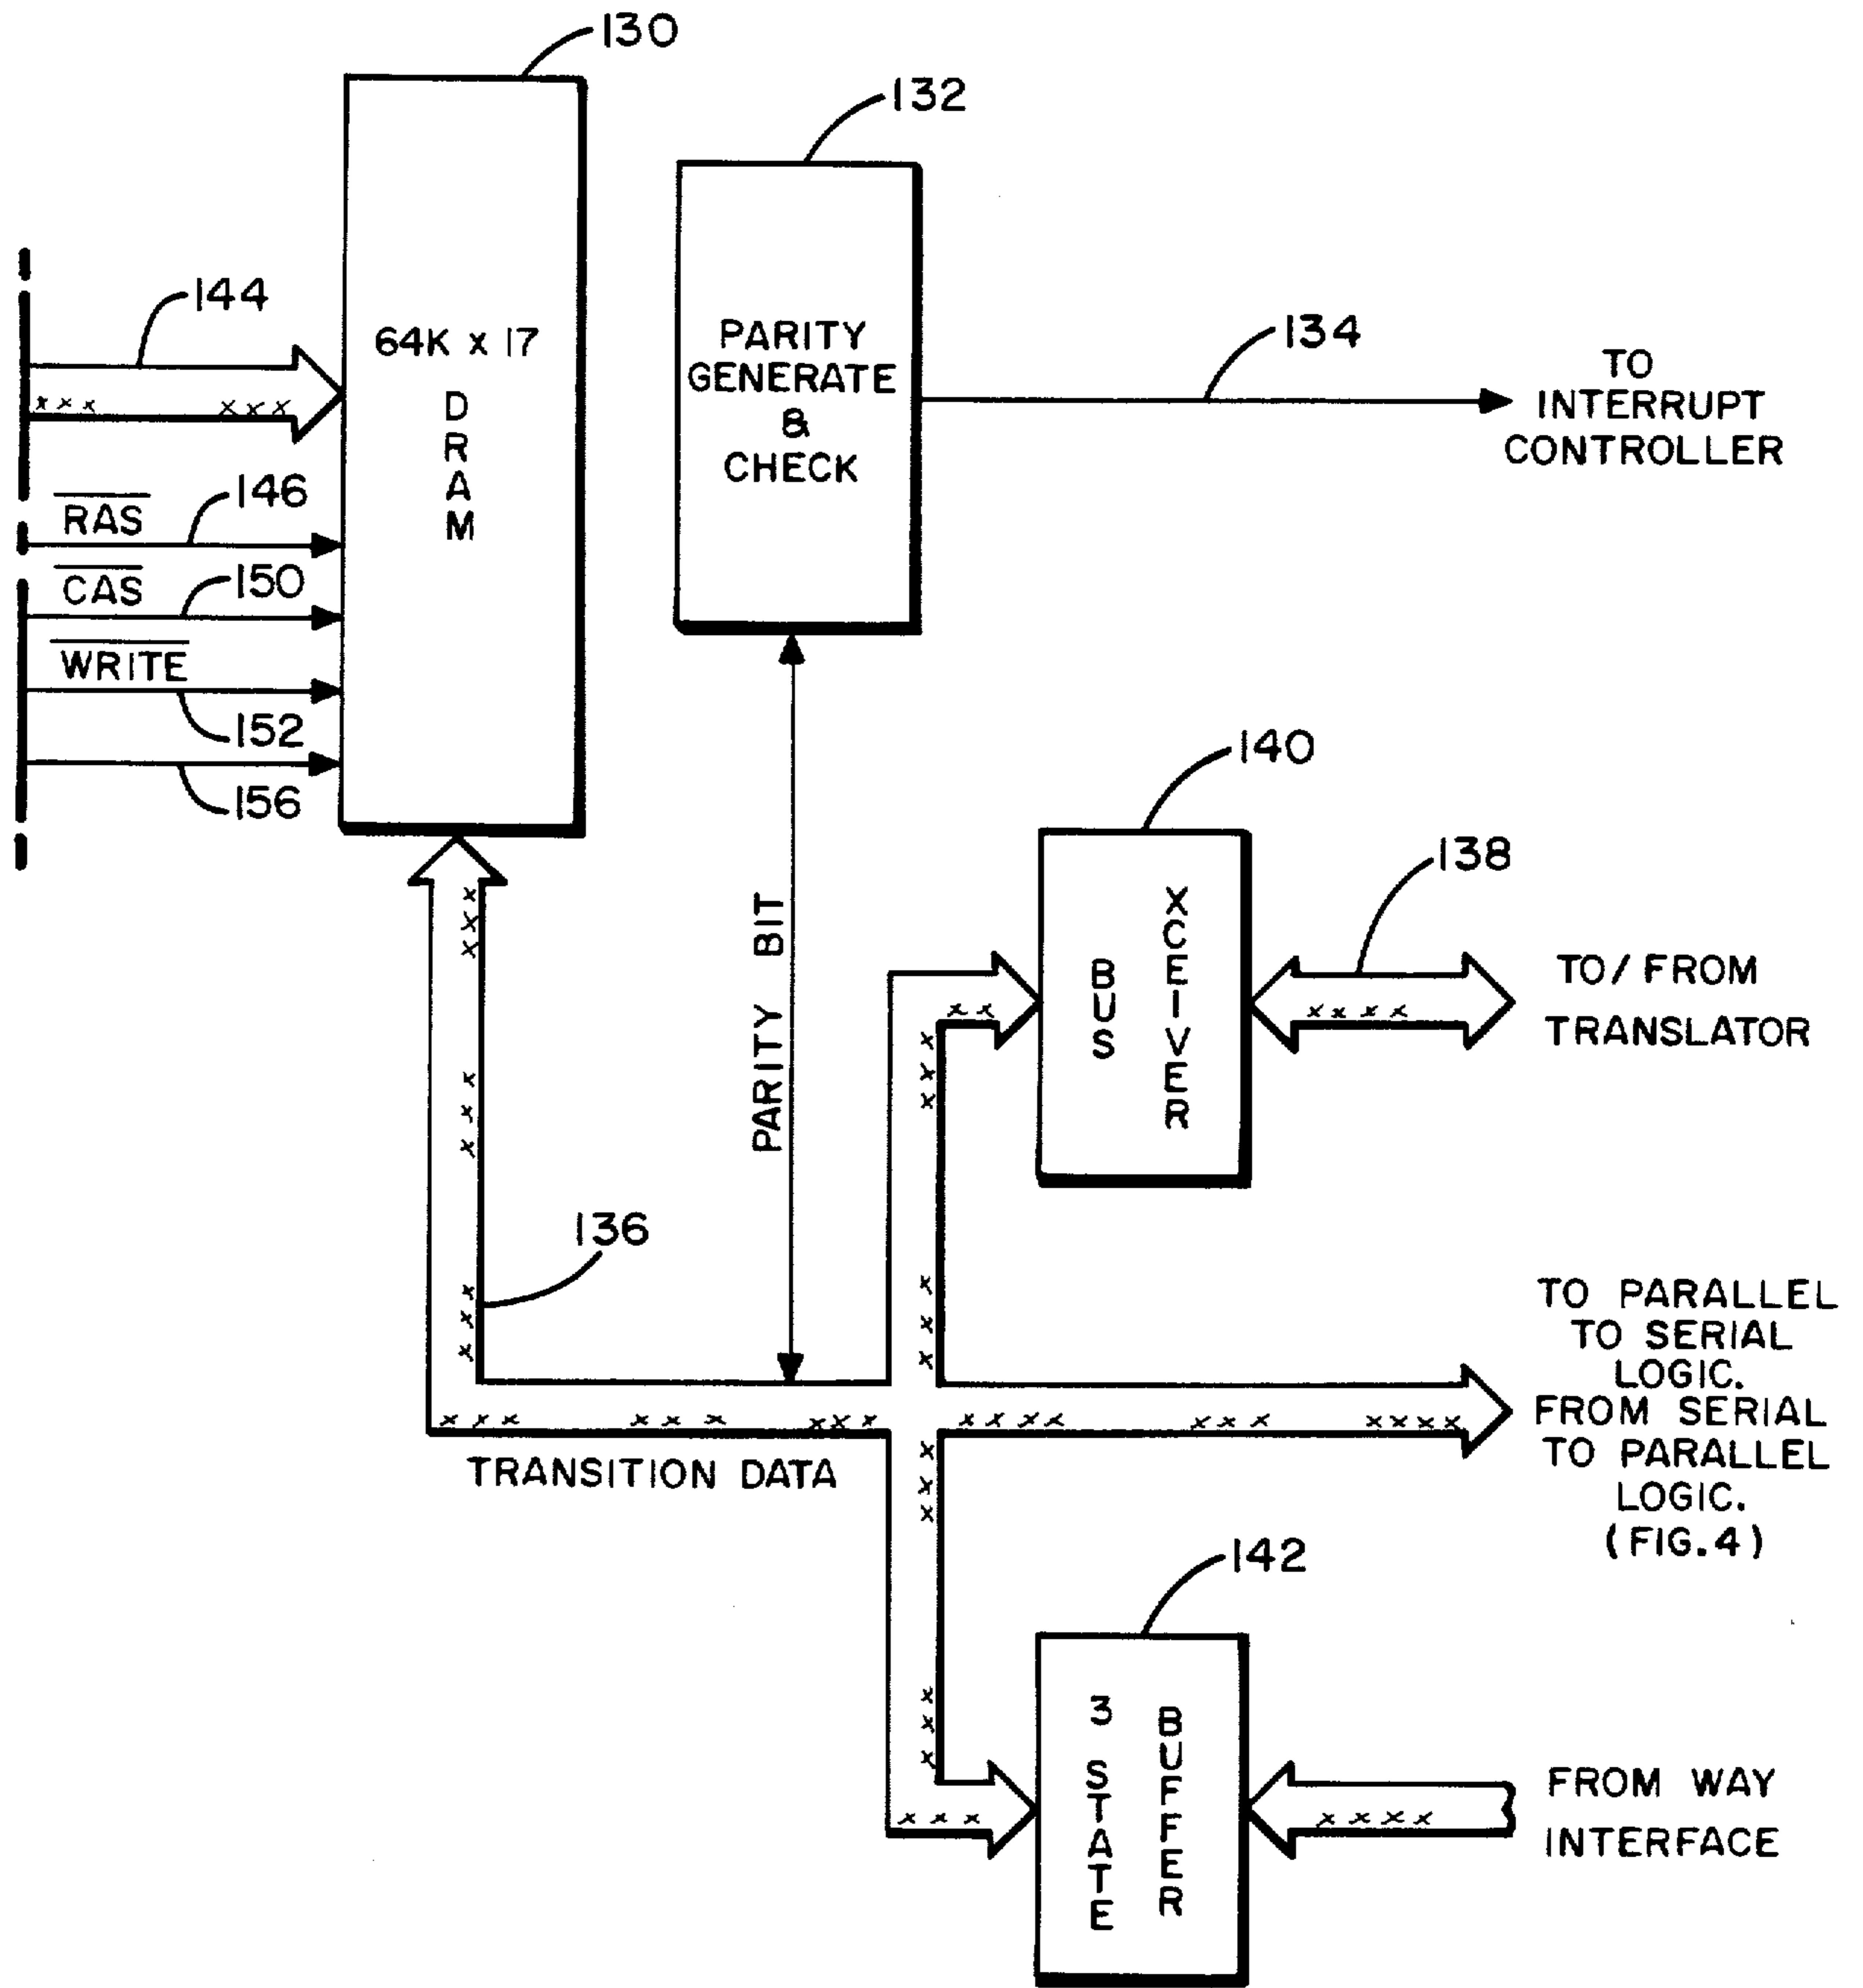 130
132
144
64K x 17
DRAM
PARITY
GENERATE
&
CHECK
134
TO
INTERRUPT
CONTROLLER
RAS
146
CAS
150
WRITE
152
156
140
138
PARITY BIT
BUS
XCEIVER
TO/FROM
TRANSLATOR
136
TO PARALLEL
TO SERIAL
LOGIC.
FROM SERIAL
TO PARALLEL
LOGIC.
(FIG.4)
TRANSITION DATA
142
3 STATE
BUFFER
FROM WAY
INTERFACE